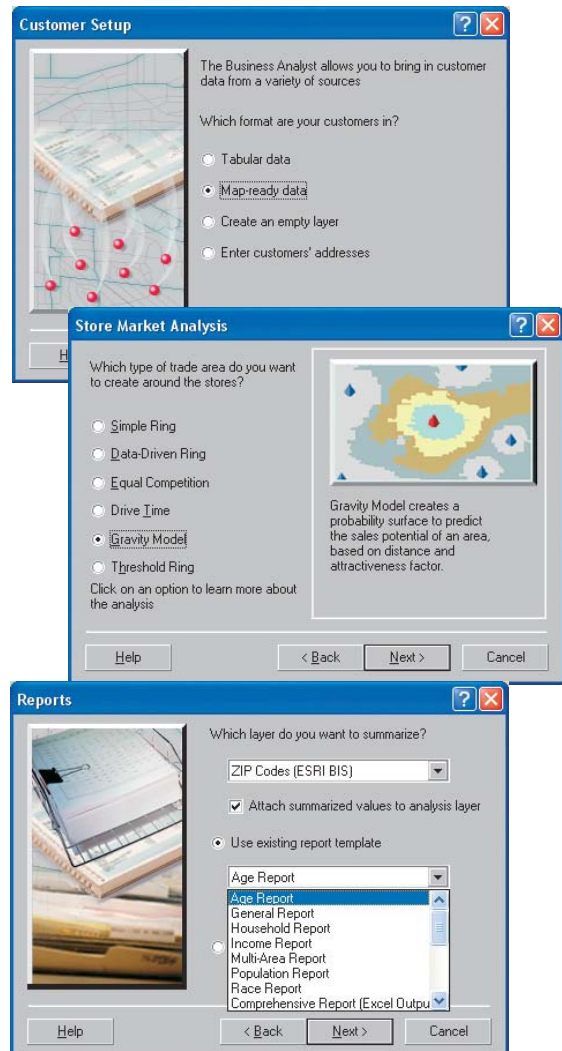 Customer Setup
The Business Analyst allows you to bring in customer
data from a variety of sources
Which format are your customers in?
Tabular data
Map-ready data
Create an empty layer
Enter customers' addresses
H
Store Market Analysis
Which type of trade area do you want
to create around the stores?
Simple Ring
Data-Driven Ring
Equal Competition
Drive Time
Gravity Model
Threshold Ring
Click on an option to learn more about
the analysis
Gravity Model creates a
probability surface to predict
the sales potential of an area,
based on distance and
attractiveness factor.
Help
< Back
Next >
Cancel
Reports
Which layer do you want to summarize?
ZIP Codes (ESRI BIS)
Attach summarized values to analysis layer
Use existing report template
Age Report
Age Report
General Report
Household Report
Income Report
Multi-Area Report
Population Report
Race Report
Comprehensive Report (Excel Outpu
Help
< Back
Next >
Cancel